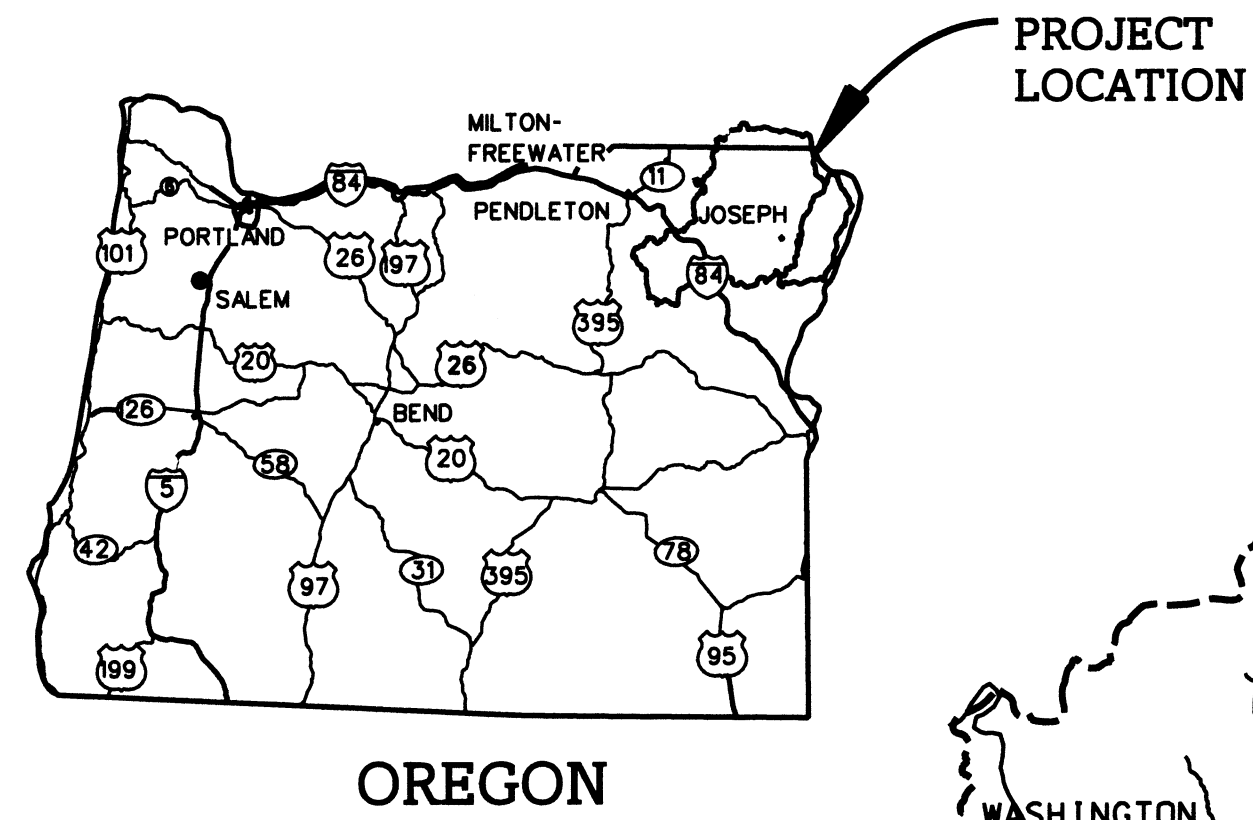 PROJECT
LOCATION
MILTON-
FREEWATER
11
84
6
PENDLETON
JOSEPH
PORTLAND
101
26
197
84
SALEM
395
20
26
126
BEND
58
20
5
42
78
31
395
97
199
95
OREGON
WASHINGTON